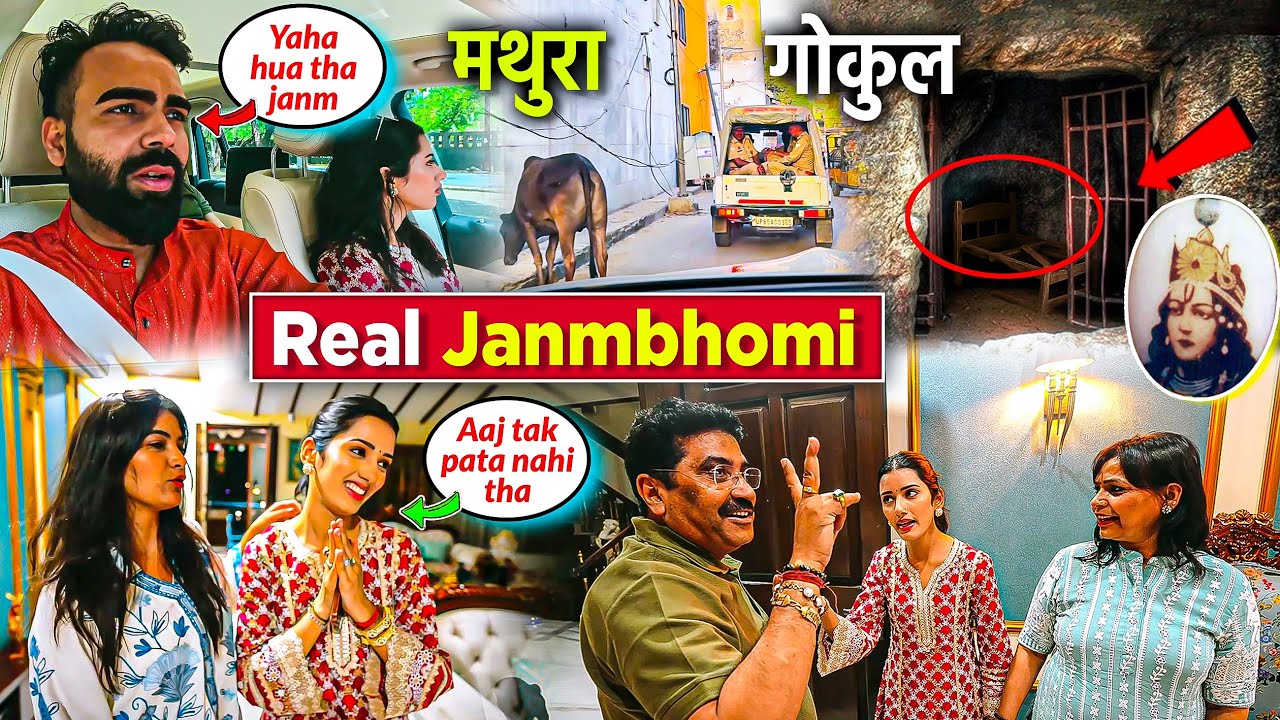 Yaha
hua tha
janm
मथुरा
गोकुल
Real Janmbhomi
Aaj tak
pata nahi
tha